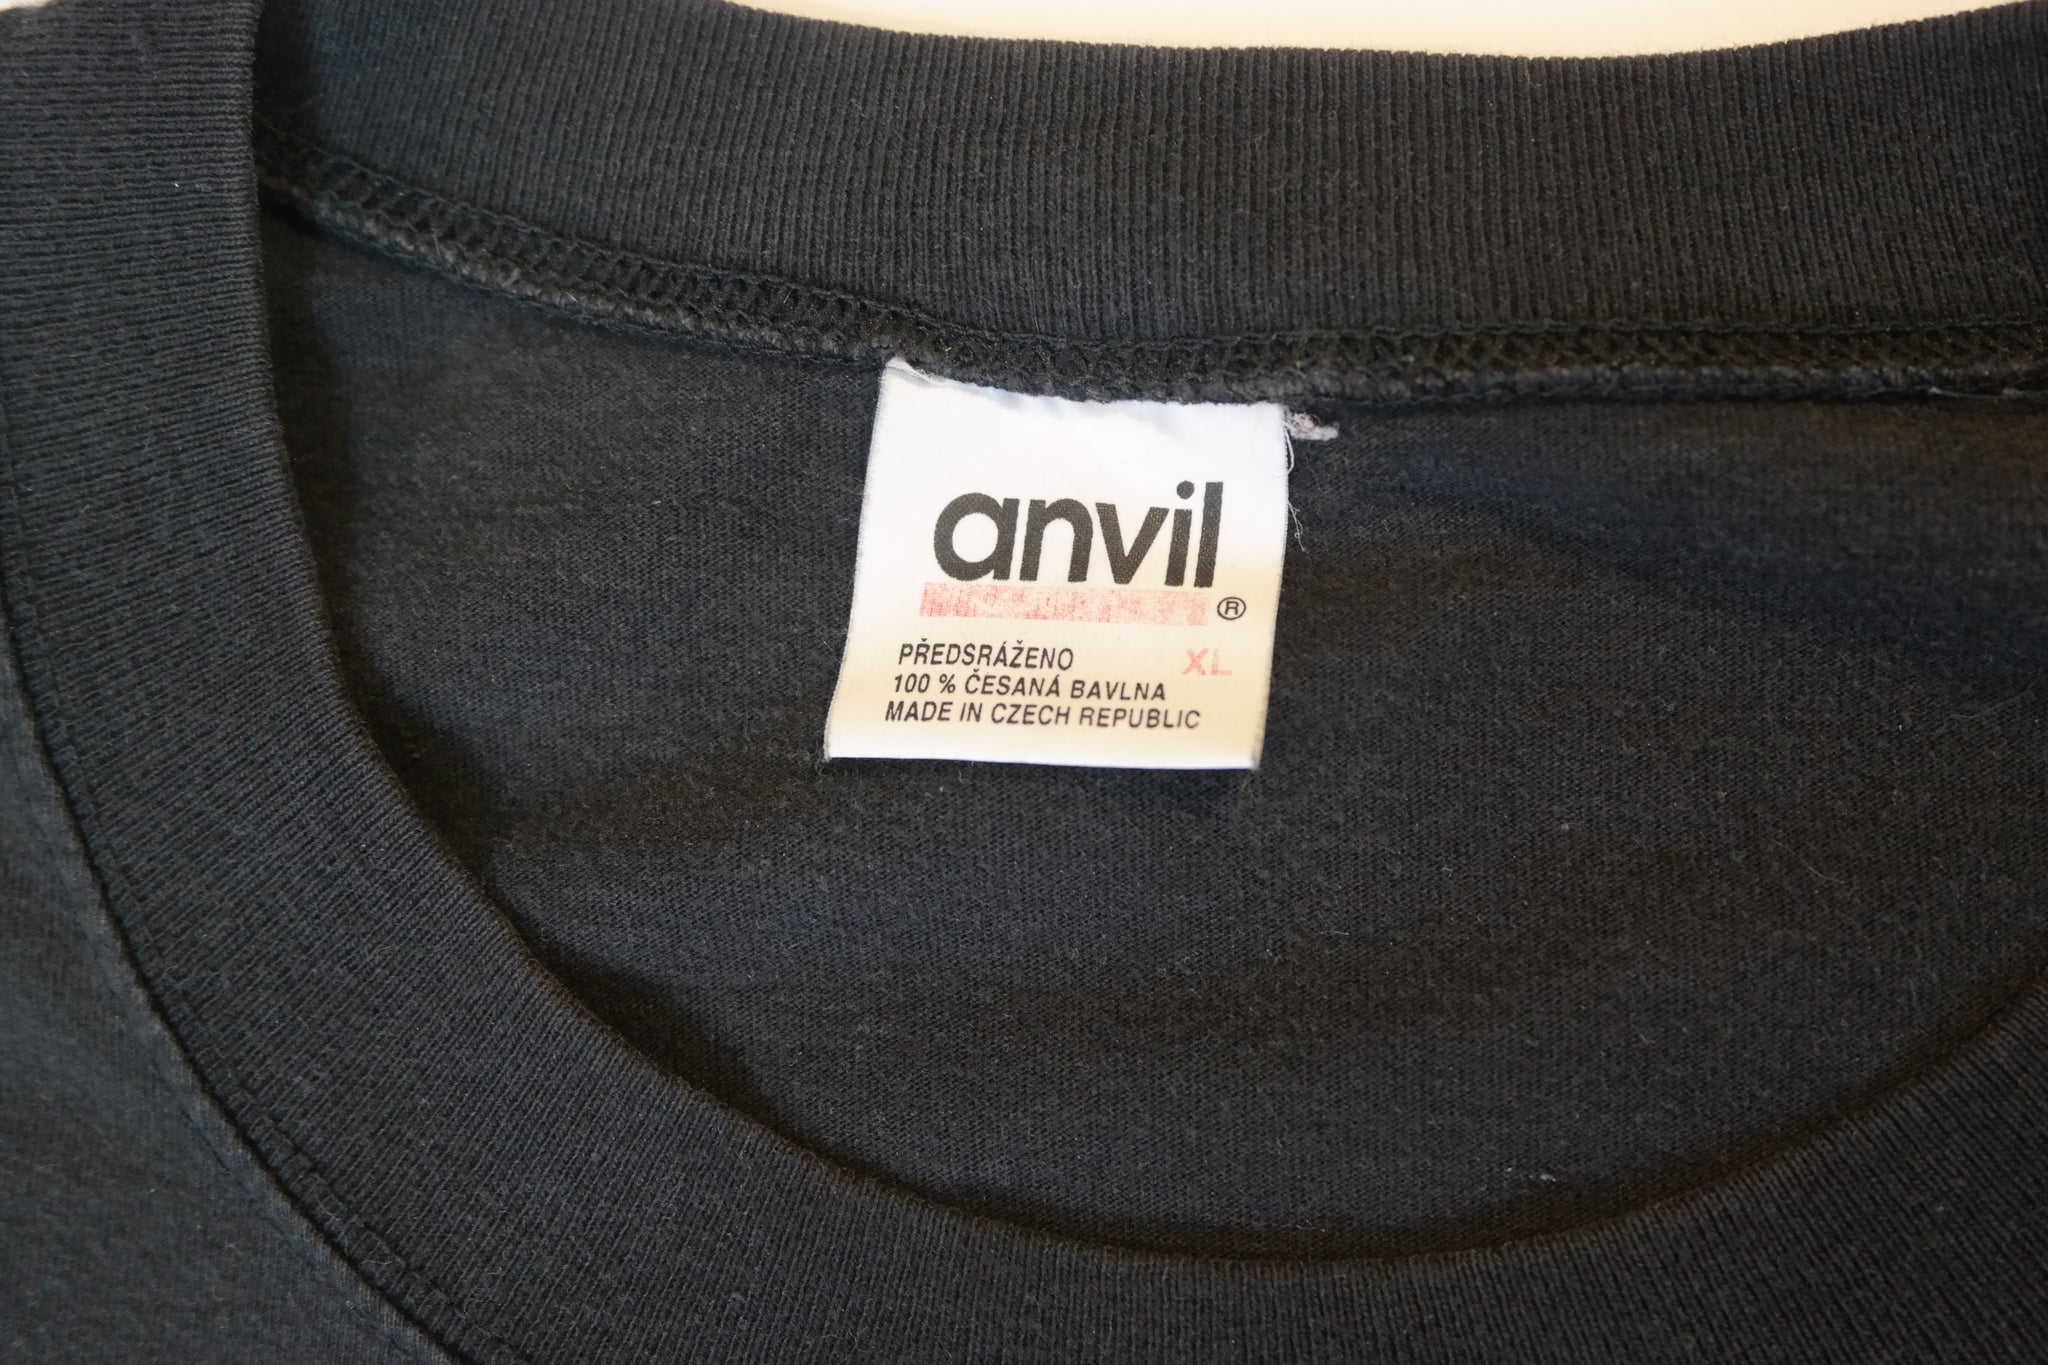 anvil
®
PŘEDSRÁŽENO XL
100 % ČESANÁ BAVLNA
MADE IN CZECH REPUBLIC